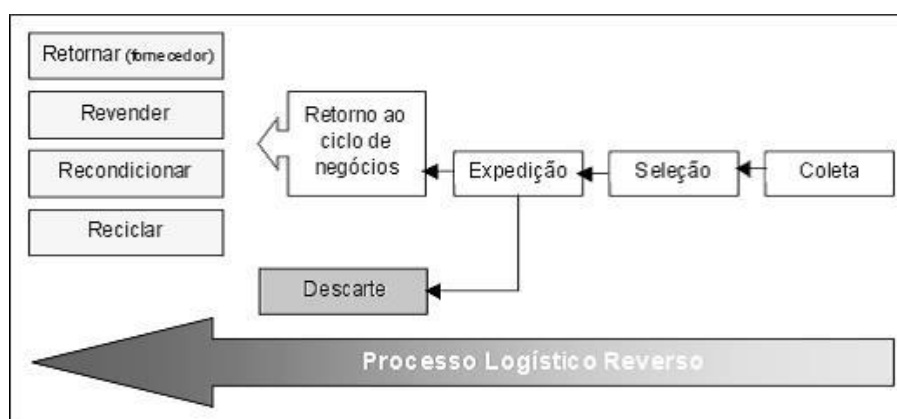 Retornar (fornecedor)
Revender
Recondicionar
Reciclar
Retorno ao
ciclo de
negócios
Expedição
Seleção
Coleta
Descarte
Processo Logístico Reverso